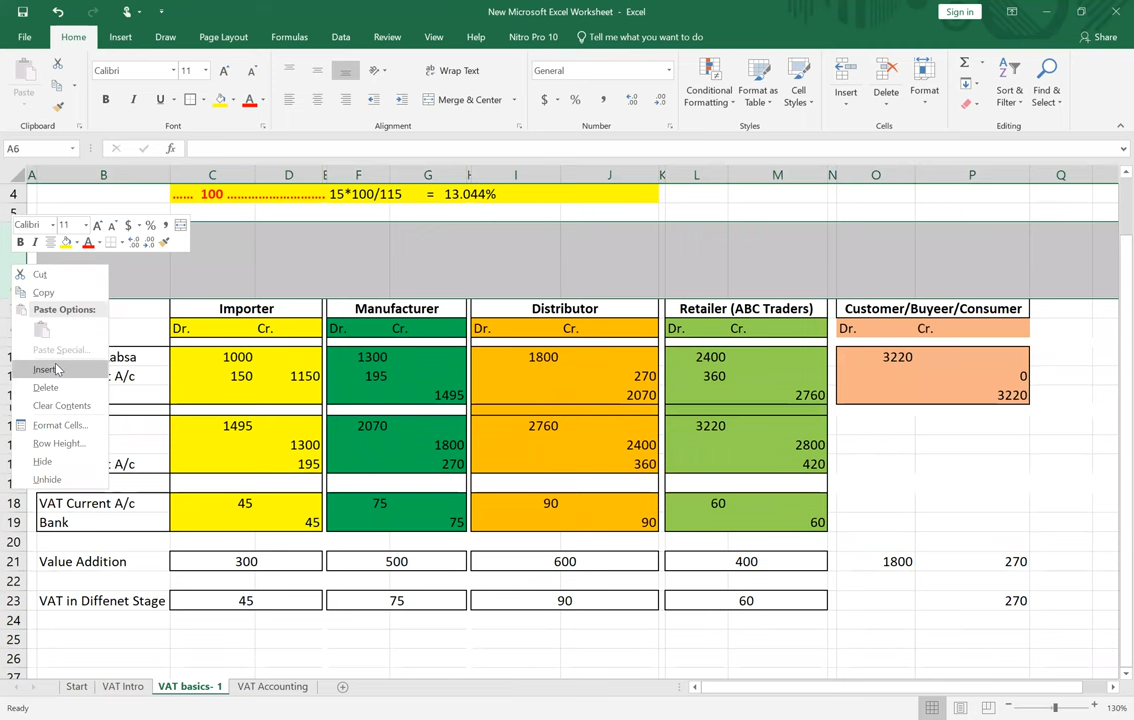 New Microsoft Excel Worksheet - Excel
Sign in
File Home Insert Draw Page Layout Formulas Data Review View Help Nitro Pro 10 Tell me what you want to do Share
Paste
Calibri 11
B I U A
Wrap Text
Merge & Center
General
$ % ,
Conditional Formatting
Format as Table
Cell Styles
Insert
Delete
Format
Sort & Filter
Find & Select
Clipboard Font Alignment Number Styles Cells Editing
A6 fx
A B C D E F G H I J K L M N O P Q
4 ...... 100 ............................. 15*100/115 = 13.044%
5
Calibri 11 A A $ % ,
B I A
Cut
Copy
Paste Options:
Paste Special...
Insert
Delete
Clear Contents
Format Cells...
Row Height...
Hide
Unhide
Importer Manufacturer Distributor Retailer (ABC Traders) Customer/Buyeer/Consumer
Dr. Cr. Dr. Cr. Dr. Cr. Dr. Cr. Dr. Cr.
absa 1000 1300 1800 2400 3220
A/c 150 1150 195 270 360 0
1495 2070 2760 3220
1495 2070 2760 3220
1300 1800 2400 2800
A/c 195 270 360 420
18 VAT Current A/c 45 75 90 60
19 Bank 45 75 90 60
20
21 Value Addition 300 500 600 400 1800 270
22
23 VAT in Diffenet Stage 45 75 90 60 270
24
25
26
27
Start VAT Intro VAT basics- 1 VAT Accounting
Ready 130%